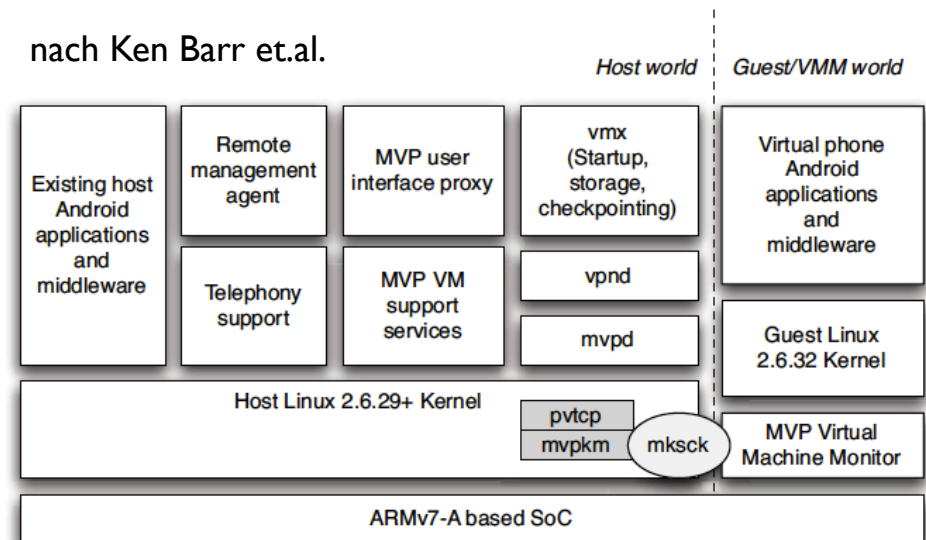 nach Ken Barr et.al.
Host world
Guest/VMM world
Existing host
Android
applications
and
middleware
Remote
management
agent
MVP user
interface proxy
vmx
(Startup,
storage,
checkpointing)
Virtual phone
Android
applications
and
middleware
Telephony
support
MVP VM
support
services
vpnd
mvpd
Guest Linux
2.6.32 Kernel
Host Linux 2.6.29+ Kernel
pvtcp
mvpkm
mksck
MVP Virtual
Machine Monitor
ARMv7-A based SoC